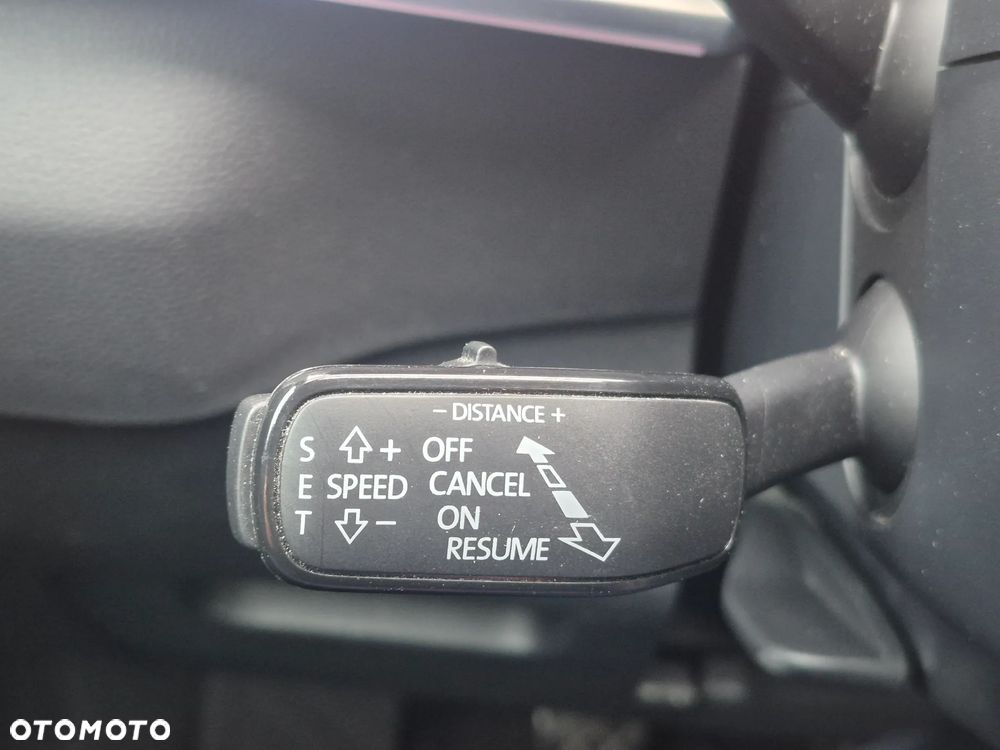 − DISTANCE +
S + OFF
E SPEED CANCEL
T − ON
RESUME
OTOMOTO